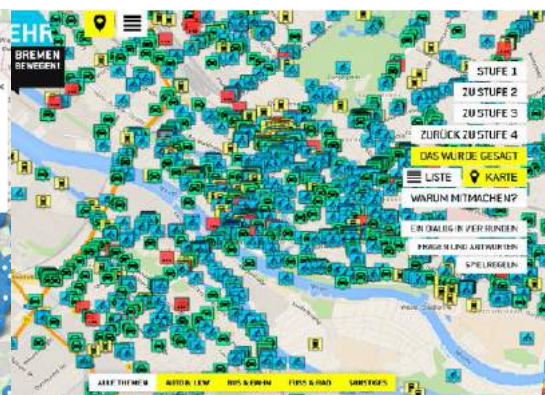 EHR
BREMEN
BEWEGEN!
STUFE 1
ZU STUFE 2
ZU STUFE 3
ZURÜCK ZU STUFE 4
DAS WURDE GESAGT
LISTE
KARTE
WARUM MITMACHEN?
EIN DIALOG IN VIER RUNDEN
FRAGEN UND ANTWORTEN
SPIELREGELN
ALLE THEMEN
AUTO & LKW
BUS & BAHN
FUSS & RAD
SONSTIGES